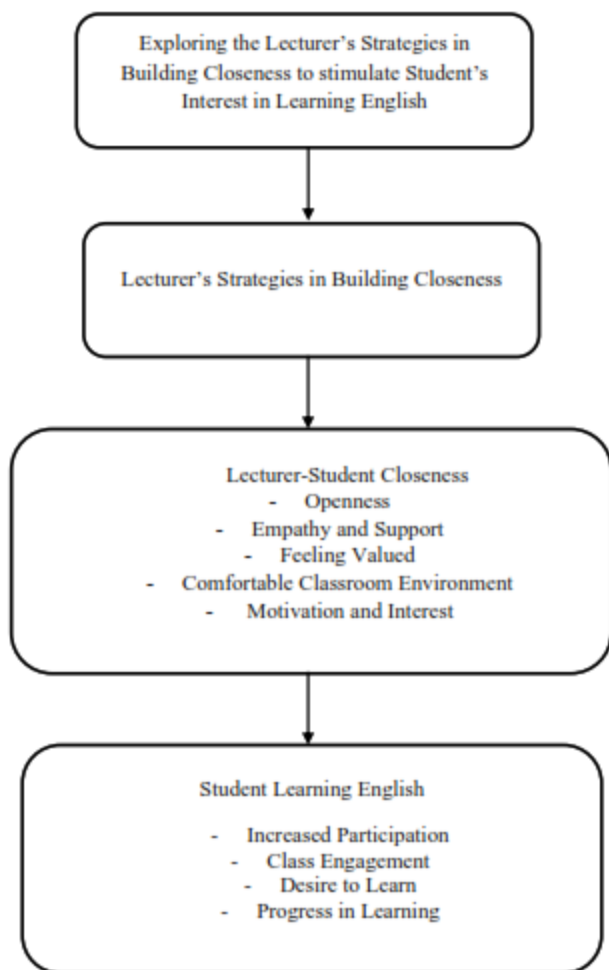 Exploring the Lecturer's Strategies in
Building Closeness to stimulate Student's
Interest in Learning English
Lecturer's Strategies in Building Closeness
Lecturer-Student Closeness
- Openness
- Empathy and Support
- Feeling Valued
- Comfortable Classroom Environment
- Motivation and Interest
Student Learning English
- Increased Participation
- Class Engagement
- Desire to Learn
- Progress in Learning